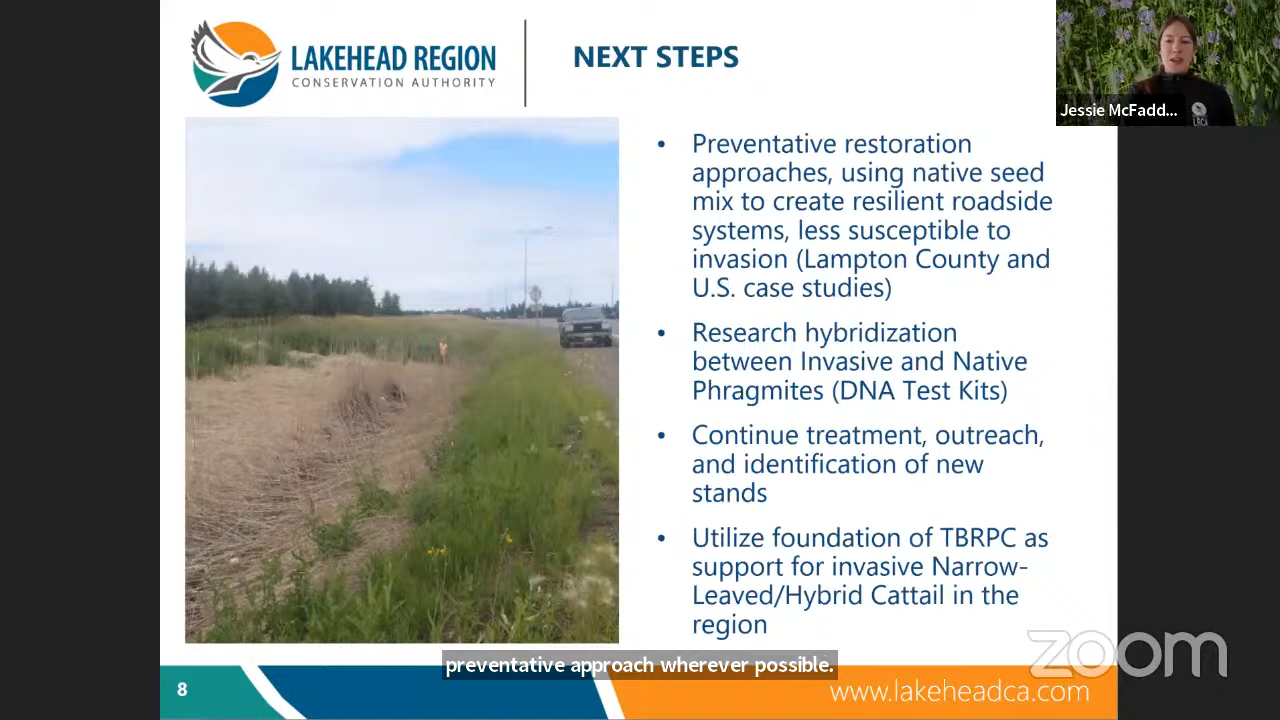 LAKEHEAD REGION
CONSERVATION AUTHORITY
NEXT STEPS
Jessie McFadd...
• Preventative restoration
approaches, using native seed
mix to create resilient roadside
systems, less susceptible to
invasion (Lampton County and
U.S. case studies)
• Research hybridization
between Invasive and Native
Phragmites (DNA Test Kits)
• Continue treatment, outreach,
and identification of new
stands
• Utilize foundation of TBRPC as
support for invasive Narrow-
Leaved/Hybrid Cattail in the
region
zoom
preventative approach wherever possible.
8
www.lakeheadca.com